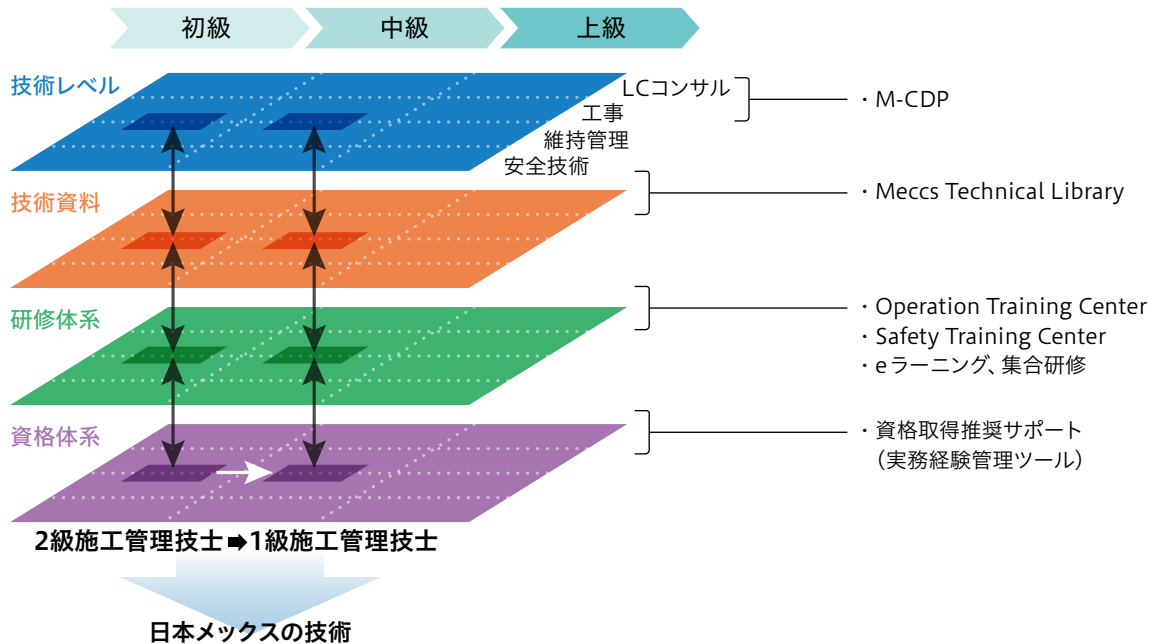 初級
中級
上級
技術レベル
LCコンサル
工事
維持管理
安全技術
・M-CDP
技術資料
・Meccs Technical Library
研修体系
・Operation Training Center
・Safety Training Center
・eラーニング、集合研修
資格体系
・資格取得推奨サポート
（実務経験管理ツール）
2級施工管理技士➡1級施工管理技士
日本メックスの技術